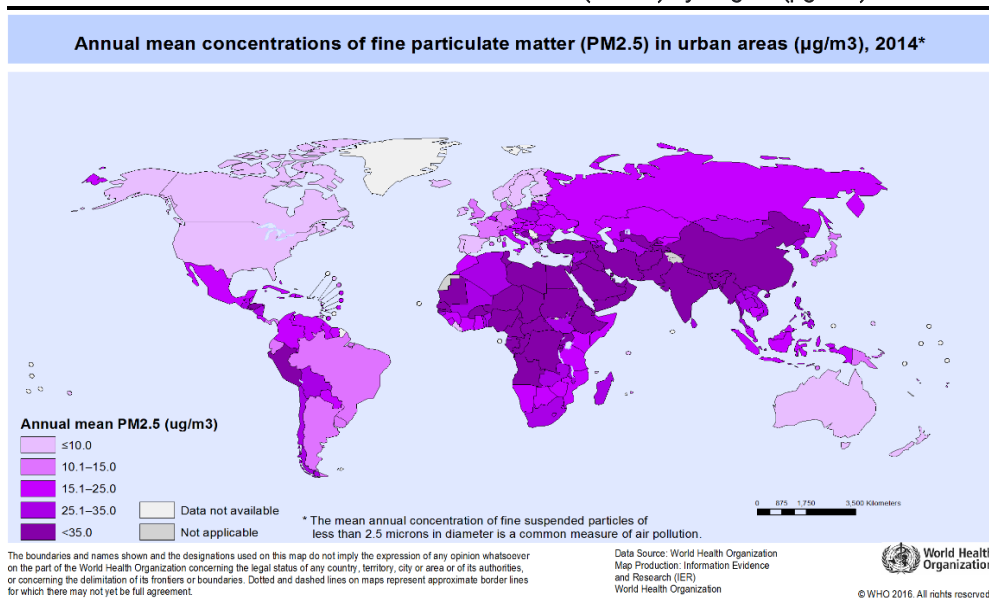 Annual mean concentrations of fine particulate matter (PM2.5) in urban areas (µg/m3), 2014*
Annual mean PM2.5 (ug/m3)
≤10.0
10.1–15.0
15.1–25.0
25.1–35.0
<35.0
Data not available
Not applicable
* The mean annual concentration of fine suspended particles of
less than 2.5 microns in diameter is a common measure of air pollution.
0 875 1,750 3,500 Kilometers
The boundaries and names shown and the designations used on this map do not imply the expression of any opinion whatsoever
on the part of the World Health Organization concerning the legal status of any country, territory, city or area or of its authorities,
or concerning the delimitation of its frontiers or boundaries. Dotted and dashed lines on maps represent approximate border lines
for which there may not yet be full agreement.
Data Source: World Health Organization
Map Production: Information Evidence
and Research (IER)
World Health Organization
World Health
Organization
© WHO 2016. All rights reserved